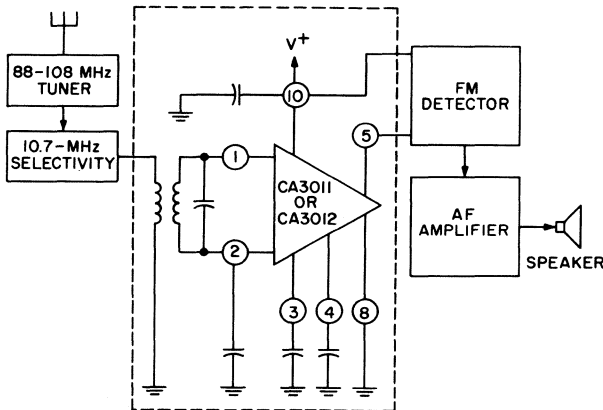 88-108 MHz
TUNER
10.7-MHz
SELECTIVITY
V+
10
1
2
CA3011
OR
CA3012
3
4
8
5
FM
DETECTOR
AF
AMPLIFIER
SPEAKER